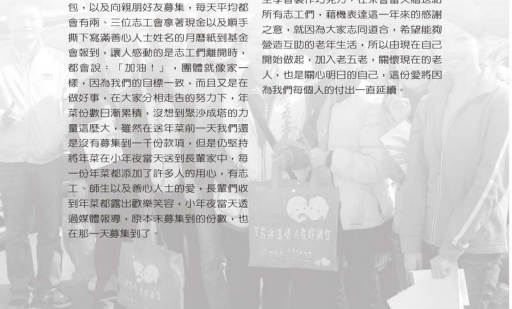 包，以及向親朋好友募集，每天平均都
會有兩、三位志工會拿著現金以及順手
撕下寫滿善心人士姓名的月曆紙到基金
會報到，讓人感動的是志工們離開時，
都會說：「加油！」，團體就像家一
樣，因為我們的目標一致，而且又是在
做好事，在大家分相走告的努力下，年
菜份數日漸累積，沒想到聚沙成塔的力
量這麼大，雖然在送年菜前一天我們還
是沒有募集到一千份款項，但是仍堅持
將年菜在小年夜當天送到長輩家中，每
一份年菜都添加了許多人的用心，有志
工、師生以及善心人士的愛，長輩們收
到年菜都露出歡樂笑容，小年夜當天透
過媒體報導，原本未募集到的份數，也
在那一天募集到了。
所有志工們，藉機表達這一年來的感謝
之意，就因為大家志同道合，希望能夠
營造互助的老年生活，所以由現在自己
開始做起，加入老五老，關懷現在的老
人，也是關心明日的自己，這份愛將因
為我們每個人的付出一直延續。